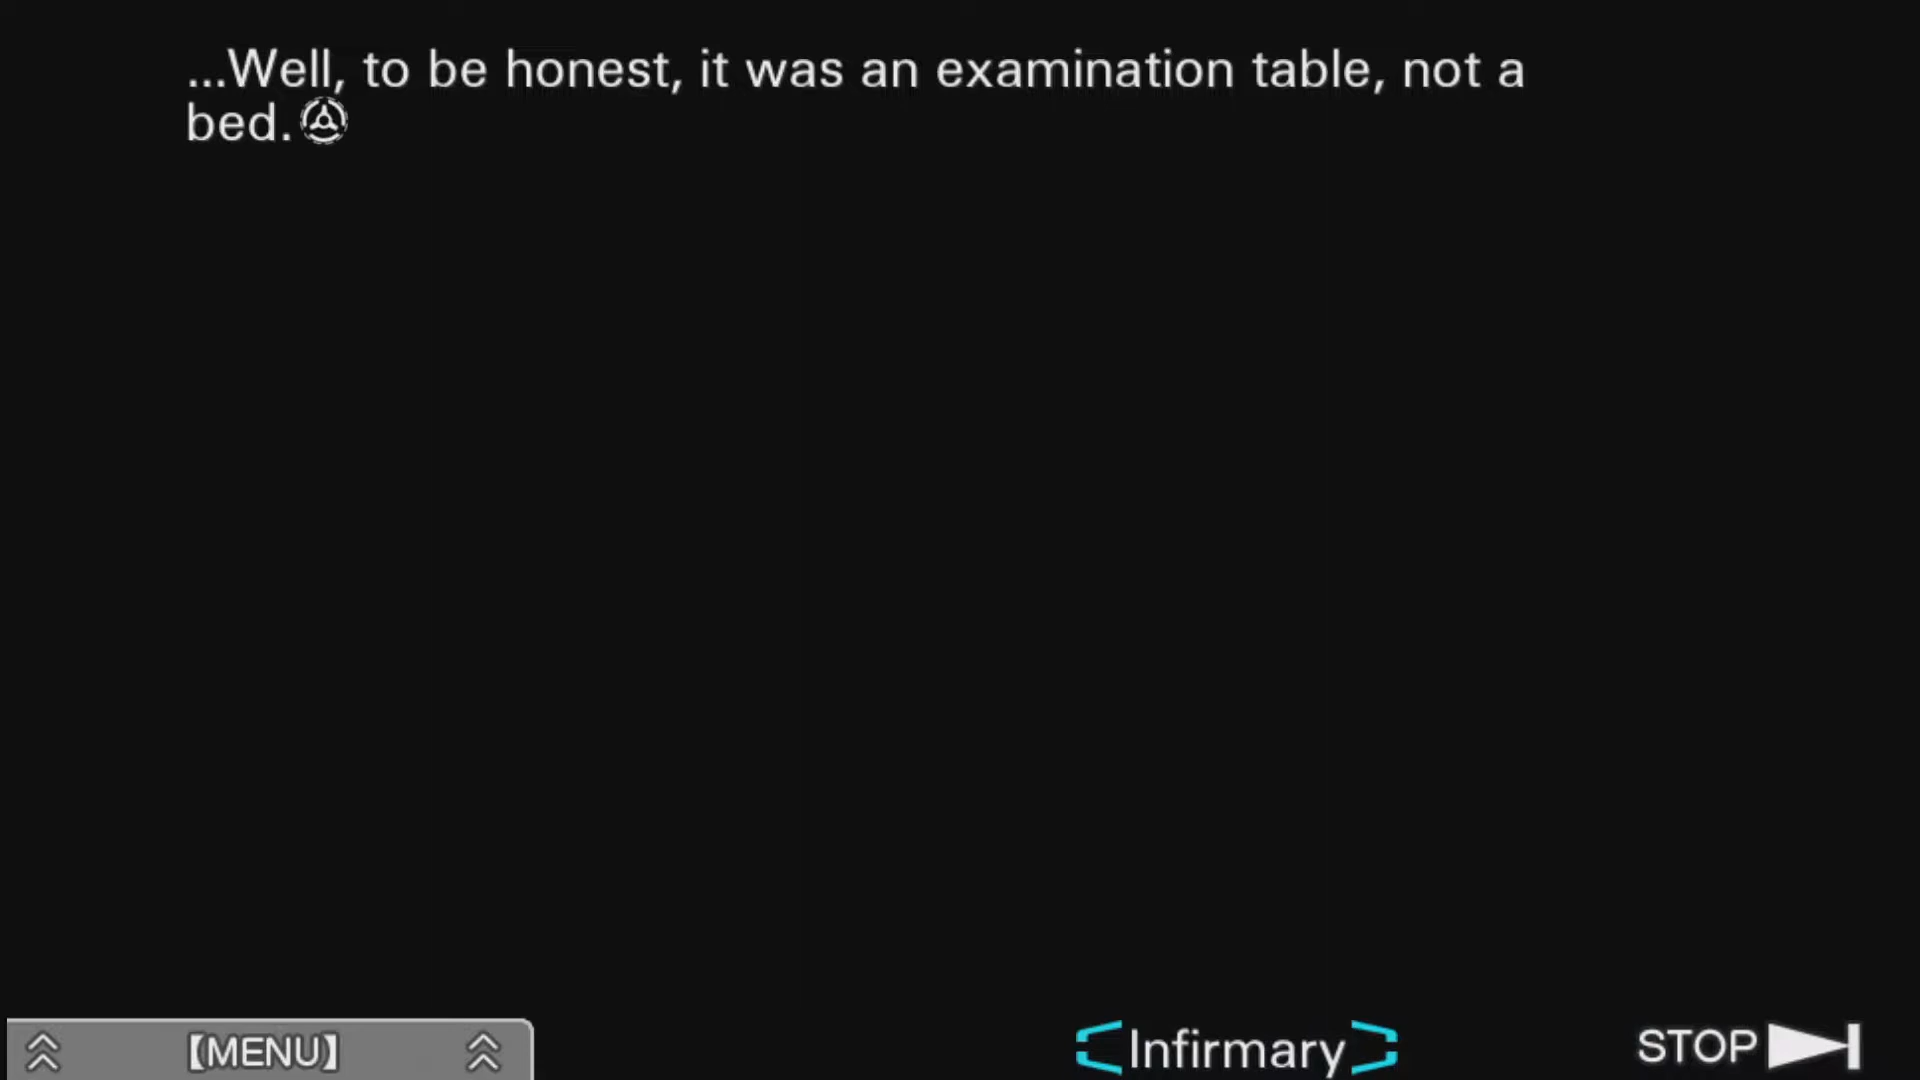 ...Well, to be honest, it was an examination table, not a
bed.
【MENU】
Infirmary
STOP